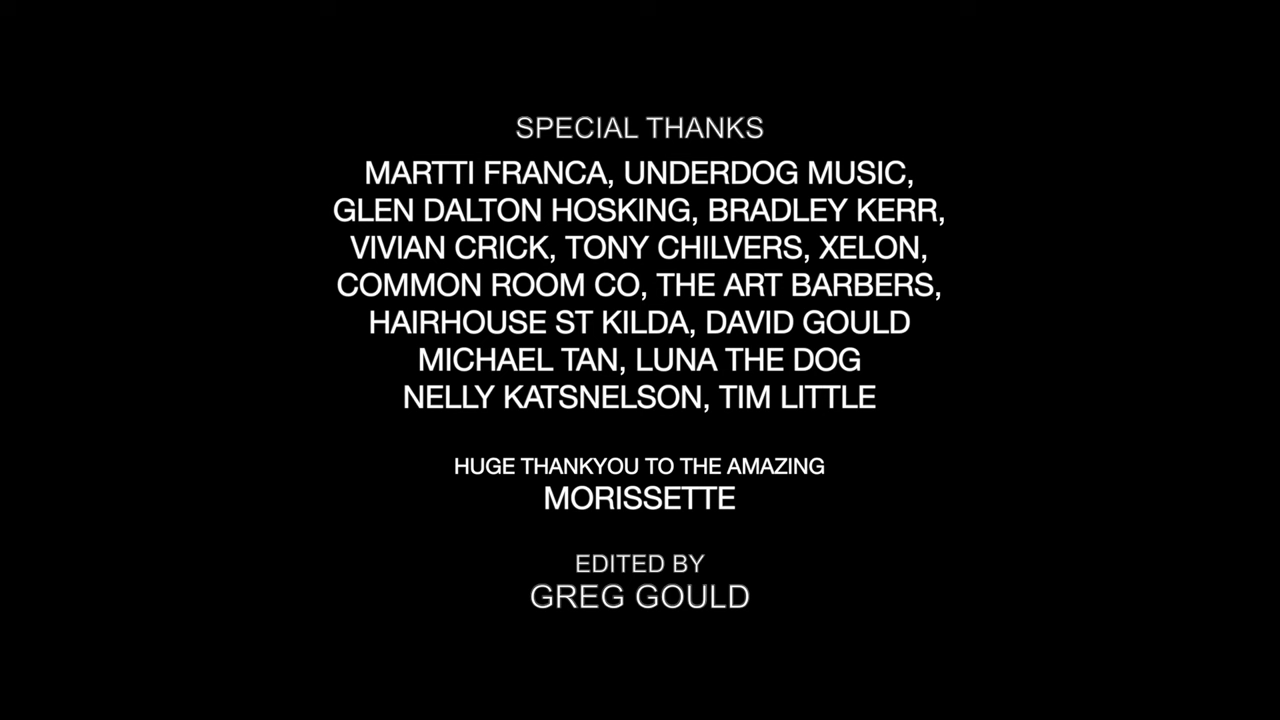 SPECIAL THANKS
MARTTI FRANCA, UNDERDOG MUSIC,
GLEN DALTON HOSKING, BRADLEY KERR,
VIVIAN CRICK, TONY CHILVERS, XELON,
COMMON ROOM CO, THE ART BARBERS,
HAIRHOUSE ST KILDA, DAVID GOULD
MICHAEL TAN, LUNA THE DOG
NELLY KATSNELSON, TIM LITTLE
HUGE THANKYOU TO THE AMAZING
MORISSETTE
EDITED BY
GREG GOULD